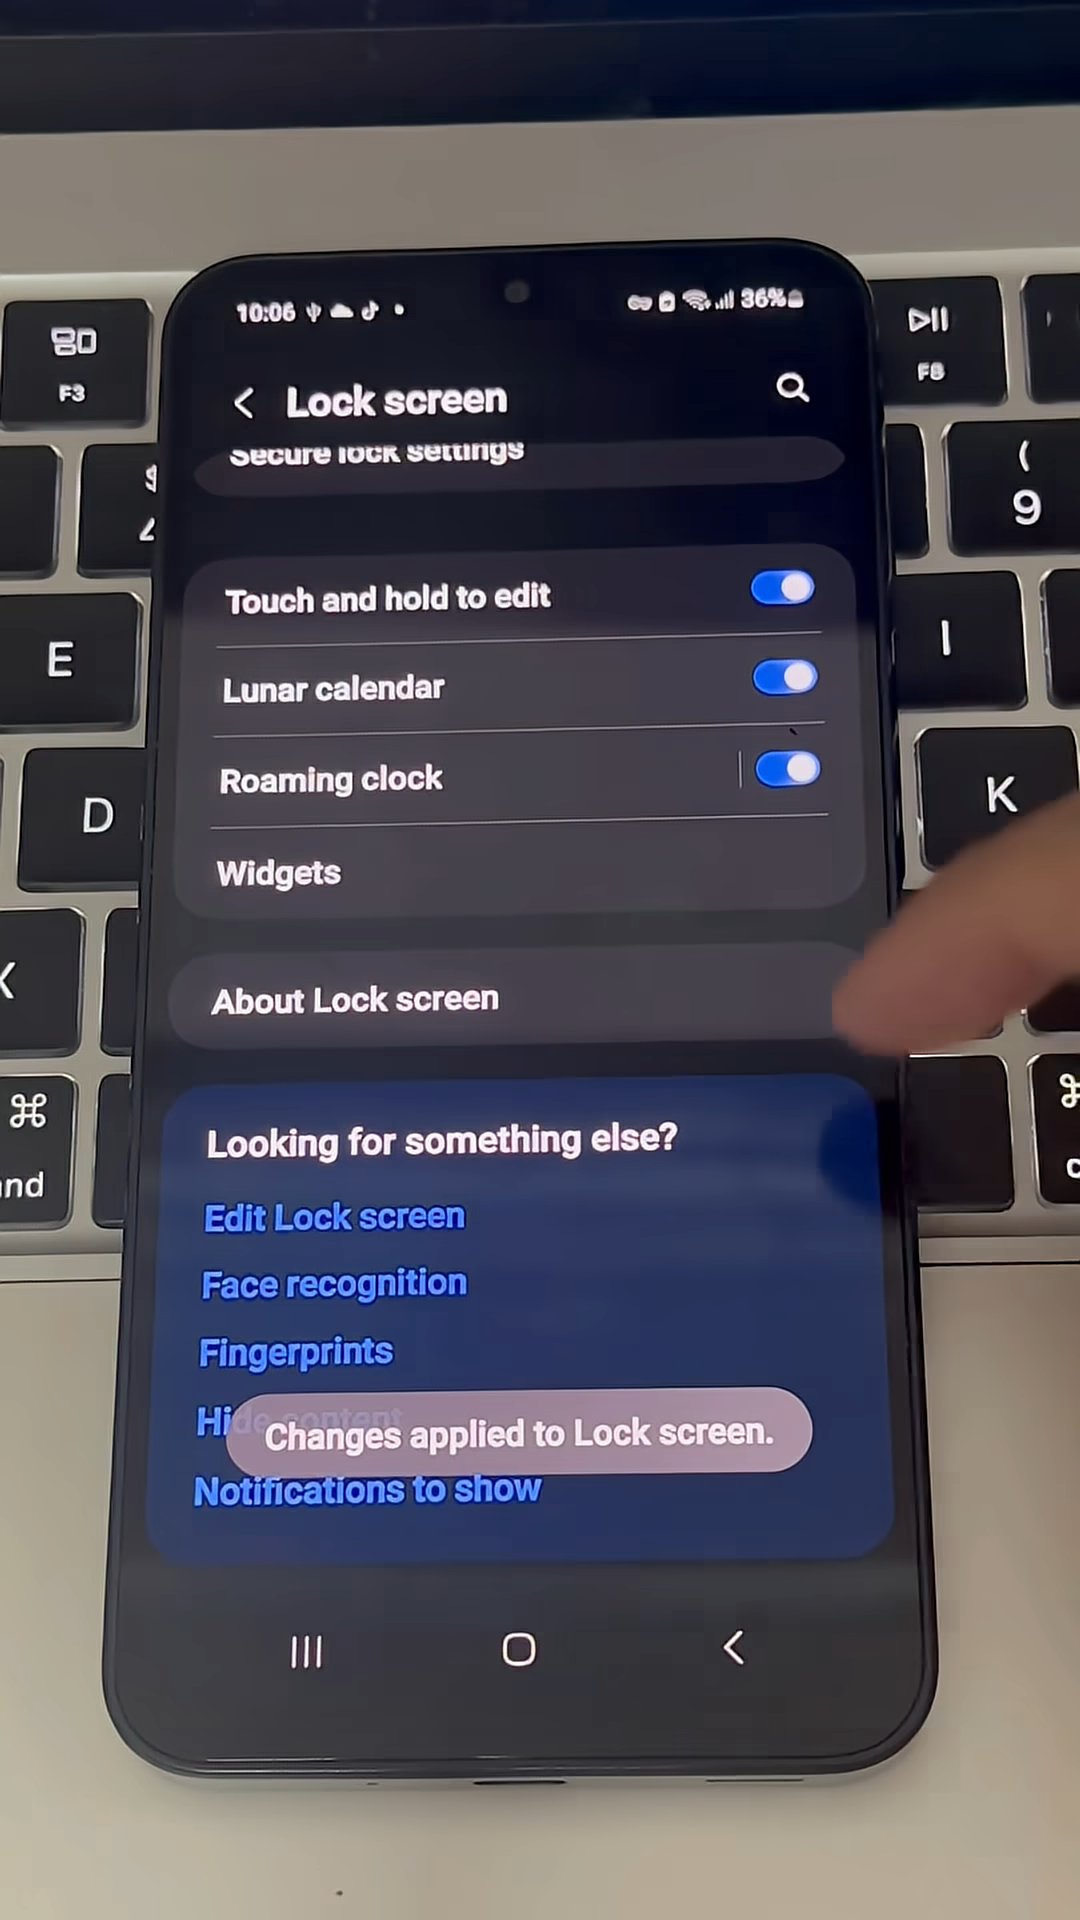 10:06
36%
Lock screen
Secure lock settings
Touch and hold to edit
Lunar calendar
Roaming clock
Widgets
About Lock screen
Looking for something else?
Edit Lock screen
Face recognition
Fingerprints
Hide content
Changes applied to Lock screen.
Notifications to show
F3
F8
$
(
9
E
I
D
K
X
⌘
⌘